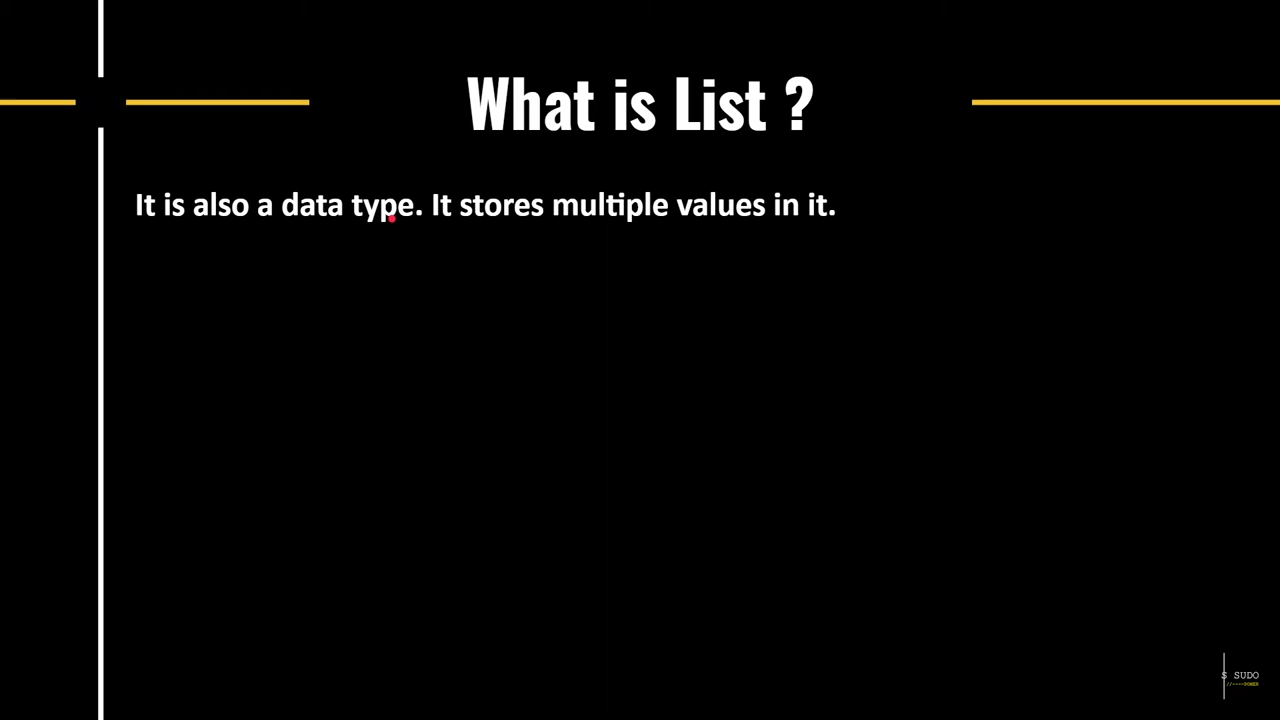 What is List ?
It is also a data type. It stores multiple values in it.
S SUDO